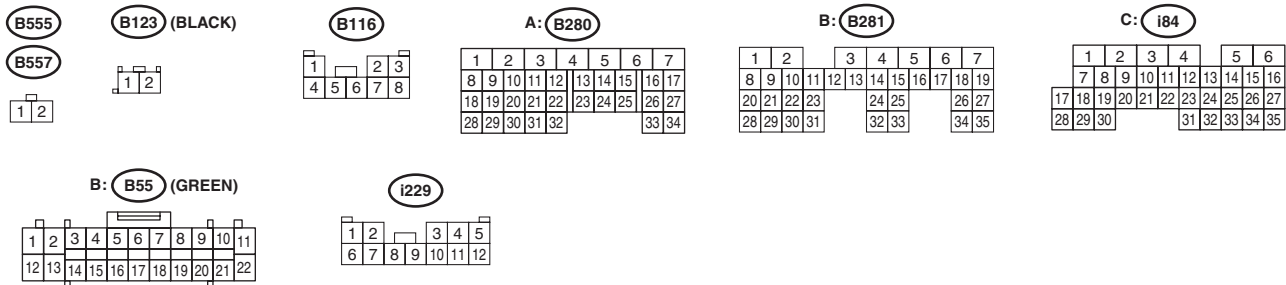 B555
B557
1 2
B123 (BLACK)
1 2
B116
1 2 3
4 5 6 7 8
A: B280
1 2 3 4 5 6 7
8 9 10 11 12 13 14 15 16 17
18 19 20 21 22 23 24 25 26 27
28 29 30 31 32 33 34
B: B281
1 2 3 4 5 6 7
8 9 10 11 12 13 14 15 16 17 18 19
20 21 22 23 24 25 26 27
28 29 30 31 32 33 34 35
C: i84
1 2 3 4 5 6
7 8 9 10 11 12 13 14 15 16
17 18 19 20 21 22 23 24 25 26 27
28 29 30 31 32 33 34 35
B: B55 (GREEN)
1 2 3 4 5 6 7 8 9 10 11
12 13 14 15 16 17 18 19 20 21 22
i229
1 2 3 4 5
6 7 8 9 10 11 12